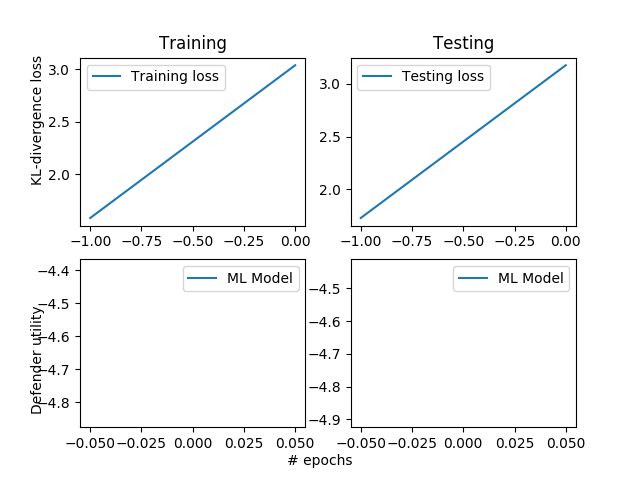 Training
Testing
KL-divergence loss
3.0
2.5
2.0
Training loss
−1.00 −0.75 −0.50 −0.25 0.00
3.0
2.5
2.0
Testing loss
−1.00 −0.75 −0.50 −0.25 0.00
Defender utility
−4.4
−4.5
−4.6
−4.7
−4.8
ML Model
−0.050 −0.025 0.000 0.025 0.050
−4.5
−4.6
−4.7
−4.8
−4.9
ML Model
−0.050 −0.025 0.000 0.025 0.050
# epochs